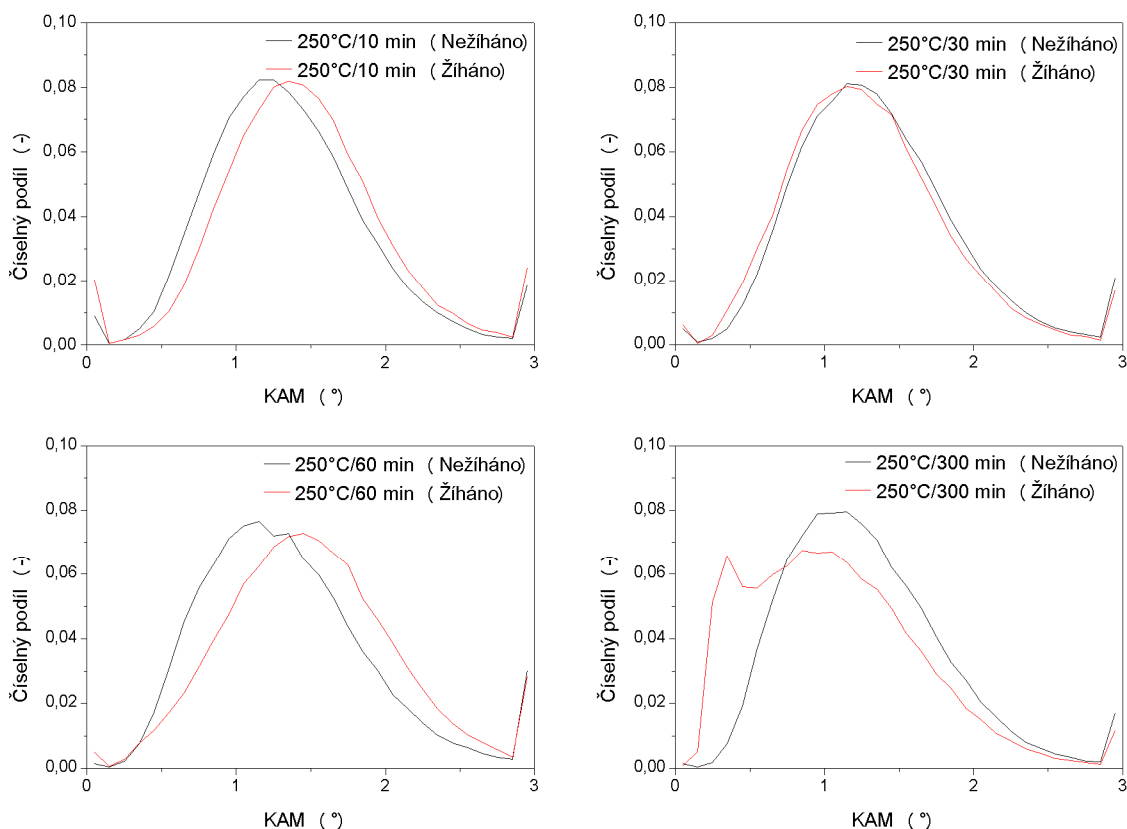 0,10
0,08
0,06
0,04
0,02
0,00
Číselný podíl (-)
250°C/10 min (Nežíháno)
250°C/10 min (Žíháno)
0 1 2 3
KAM (°)
0,10
0,08
0,06
0,04
0,02
0,00
Číselný podíl (-)
250°C/30 min (Nežíháno)
250°C/30 min (Žíháno)
0 1 2 3
KAM (°)
0,10
0,08
0,06
0,04
0,02
0,00
Číselný podíl (-)
250°C/60 min (Nežíháno)
250°C/60 min (Žíháno)
0 1 2 3
KAM (°)
0,10
0,08
0,06
0,04
0,02
0,00
Číselný podíl (-)
250°C/300 min (Nežíháno)
250°C/300 min (Žíháno)
0 1 2 3
KAM (°)